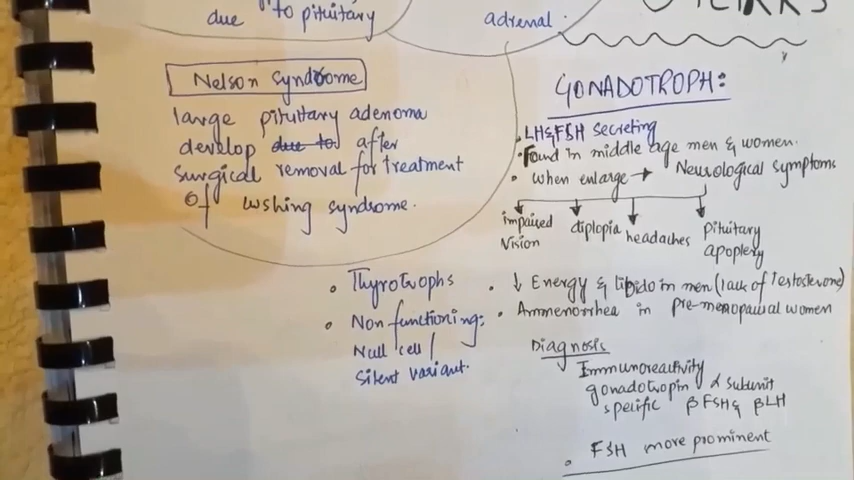 due to pituitary
adrenal.
Nelson syndrome
large pituitary adenoma
develop due to after
surgical removal for treatment
of cushing syndrome.
• Thyrotrophs
• Non functioning:
Null cell /
Silent variant.
GONADOTROPH:
• LH & FSH secreting
• Found in middle age men & women.
• when enlarge → Neurological symptoms
impaired Vision
diplopia
headaches
Pituitary apoplexy
• ↓ Energy & libido in men (lack of Testosterone)
• Ammenorrhea in pre-menopausal women
Diagnosis
Immunoreactivity
gonadotropin α subunit
specific βFSH & βLH
• FSH more prominent